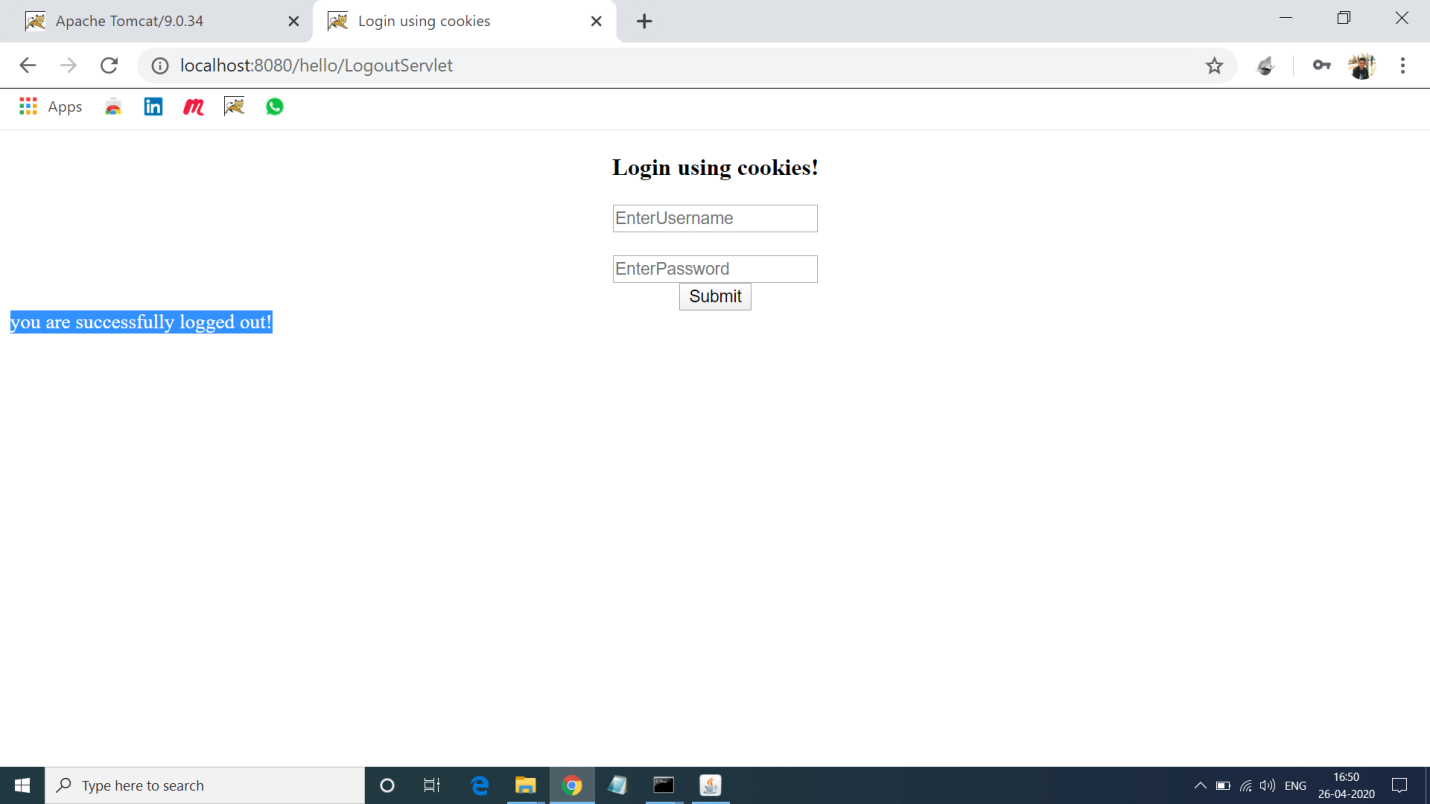 Apache Tomcat/9.0.34
Login using cookies
localhost:8080/hello/LogoutServlet
Apps
in
Login using cookies!
EnterUsername
EnterPassword
Submit
you are successfully logged out!
Type here to search
ENG
16:50
26-04-2020